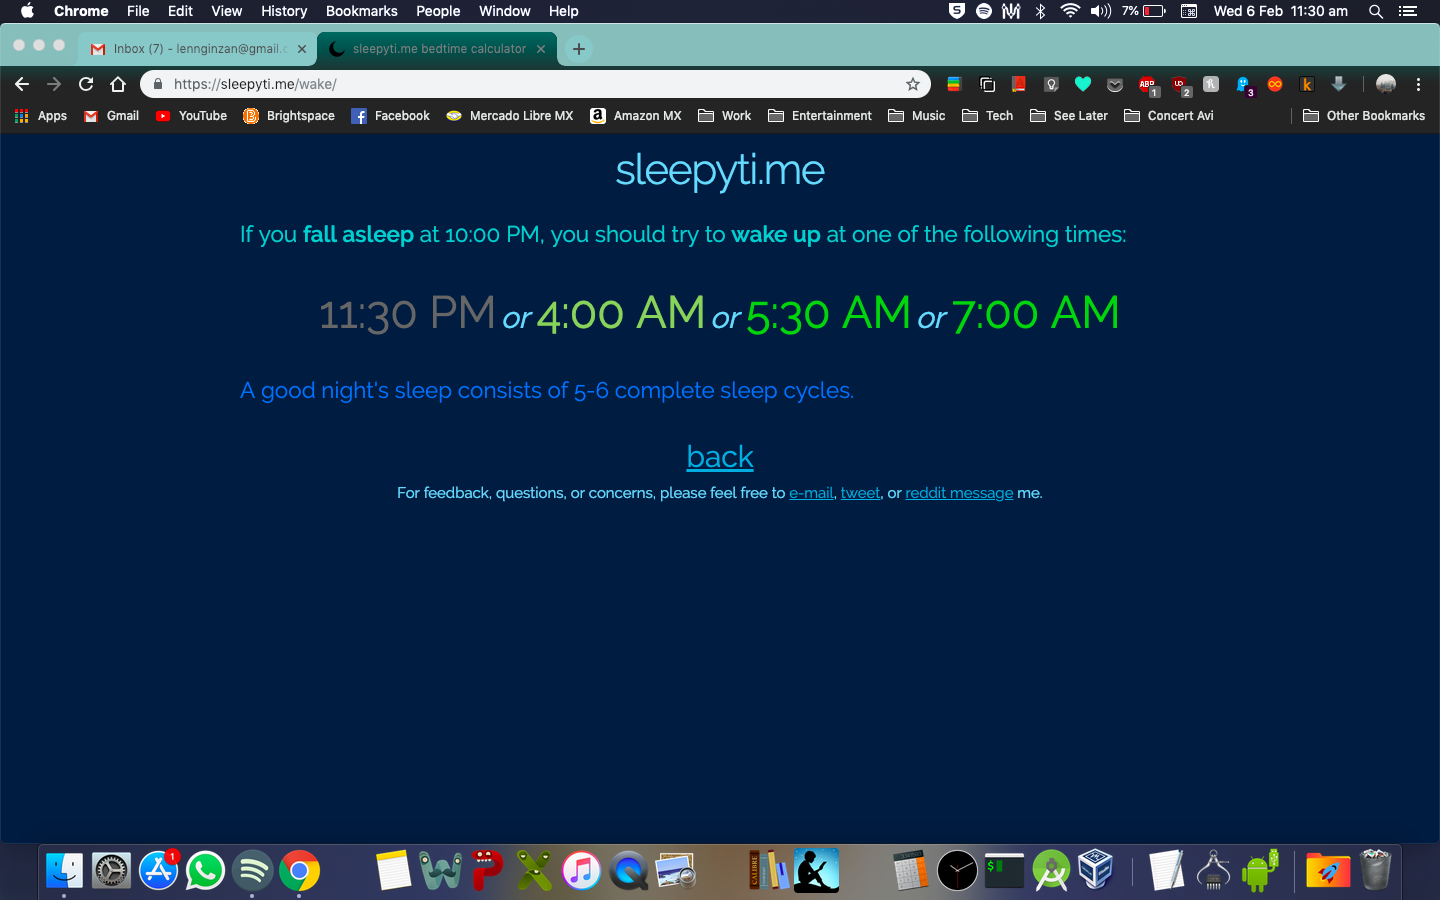 Chrome File Edit View History Bookmarks People Window Help 7% Wed 6 Feb 11:30 am
Inbox (7) - lennginzan@gmail.c sleepyti.me bedtime calculator
https://sleepyti.me/wake/
Apps Gmail YouTube Brightspace Facebook Mercado Libre MX Amazon MX Work Entertainment Music Tech See Later Concert Avi Other Bookmarks
sleepyti.me
If you fall asleep at 10:00 PM, you should try to wake up at one of the following times:
11:30 PM or 4:00 AM or 5:30 AM or 7:00 AM
A good night's sleep consists of 5-6 complete sleep cycles.
back
For feedback, questions, or concerns, please feel free to e-mail, tweet, or reddit message me.